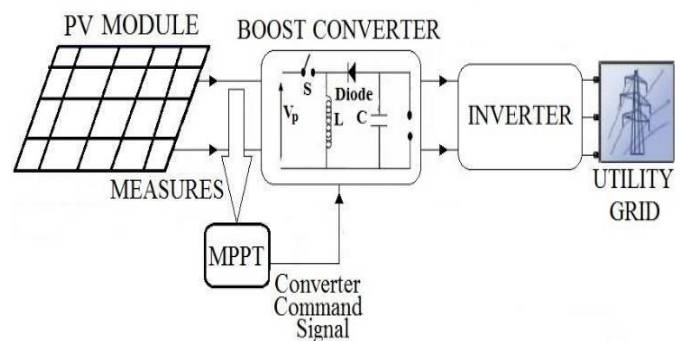 PV MODULE
BOOST CONVERTER
S
Diode
Vp
L
C
INVERTER
MEASURES
UTILITY
GRID
MPPT
Converter
Command
Signal